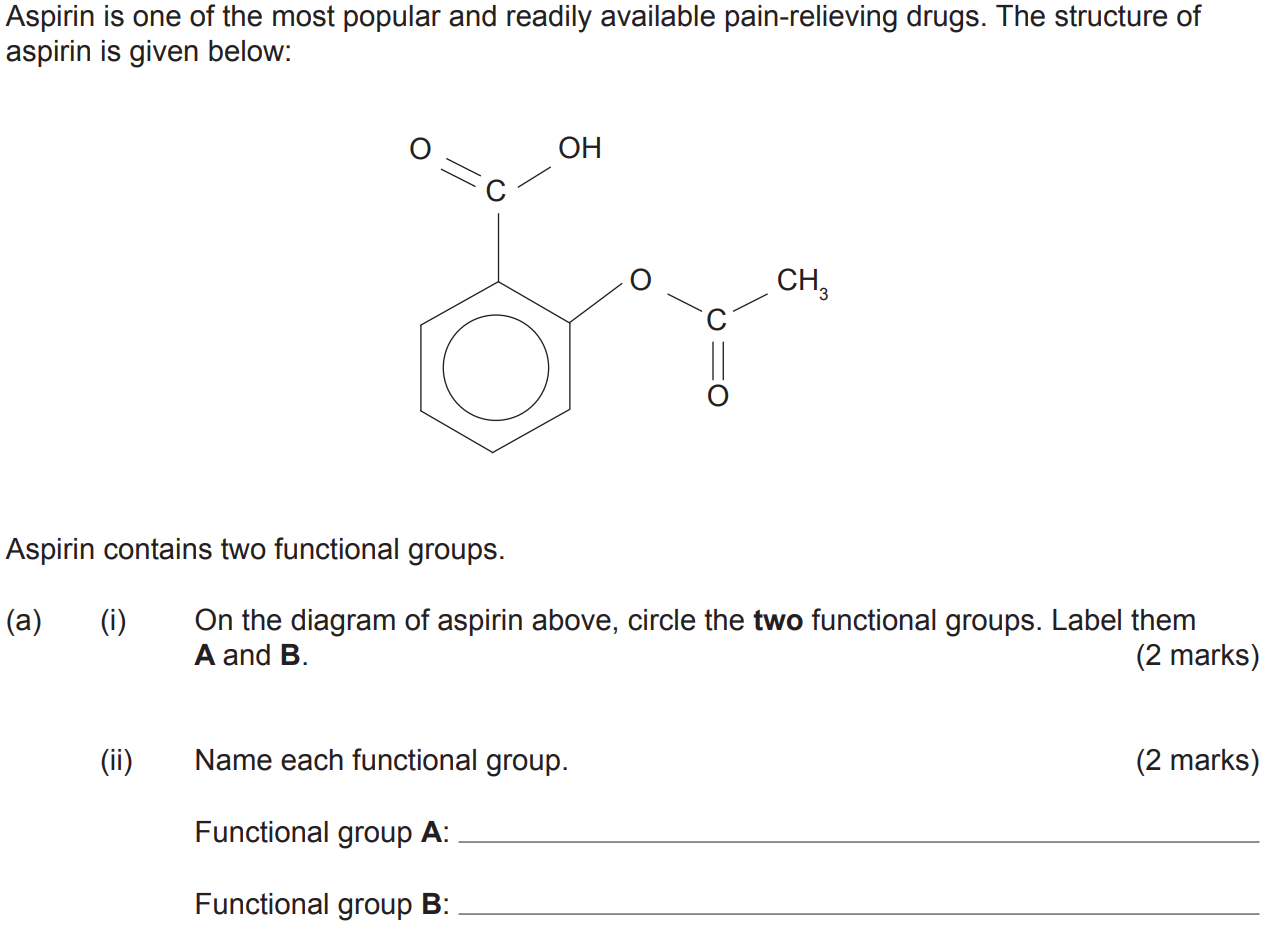 Aspirin is one of the most popular and readily available pain-relieving drugs. The structure of
aspirin is given below:
O OH
C
O CH3
C
O
Aspirin contains two functional groups.
(a) (i) On the diagram of aspirin above, circle the two functional groups. Label them
A and B. (2 marks)
(ii) Name each functional group. (2 marks)
Functional group A:
Functional group B: